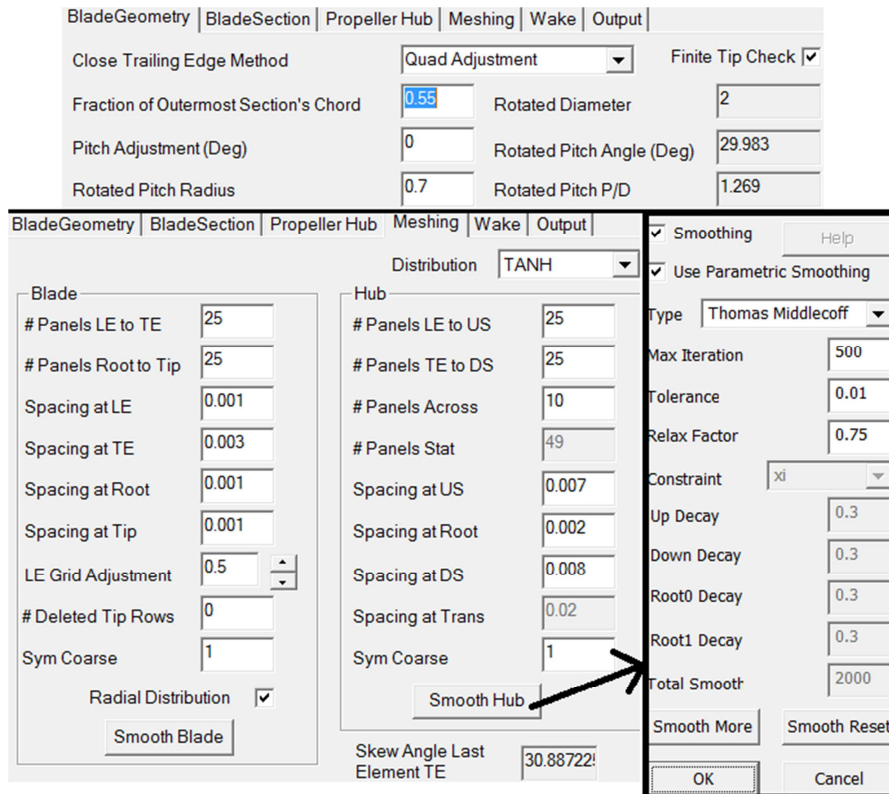 BladeGeometry BladeSection Propeller Hub Meshing Wake Output
Close Trailing Edge Method Quad Adjustment Finite Tip Check
Fraction of Outermost Section's Chord 0.55 Rotated Diameter 2
Pitch Adjustment (Deg) 0 Rotated Pitch Angle (Deg) 29.983
Rotated Pitch Radius 0.7 Rotated Pitch P/D 1.269
BladeGeometry BladeSection Propeller Hub Meshing Wake Output
Distribution TANH
Blade
# Panels LE to TE 25
# Panels Root to Tip 25
Spacing at LE 0.001
Spacing at TE 0.003
Spacing at Root 0.001
Spacing at Tip 0.001
LE Grid Adjustment 0.5
# Deleted Tip Rows 0
Sym Coarse 1
Radial Distribution
Smooth Blade
Hub
# Panels LE to US 25
# Panels TE to DS 25
# Panels Across 10
# Panels Stat 49
Spacing at US 0.007
Spacing at Root 0.002
Spacing at DS 0.008
Spacing at Trans 0.02
Sym Coarse 1
Smooth Hub
Skew Angle Last
Element TE 30.88722
Smoothing Help
Use Parametric Smoothing
Type Thomas Middlecoff
Max Iteration 500
Tolerance 0.01
Relax Factor 0.75
Constraint xi
Up Decay 0.3
Down Decay 0.3
Root0 Decay 0.3
Root1 Decay 0.3
Total Smooth 2000
Smooth More Smooth Reset
OK Cancel